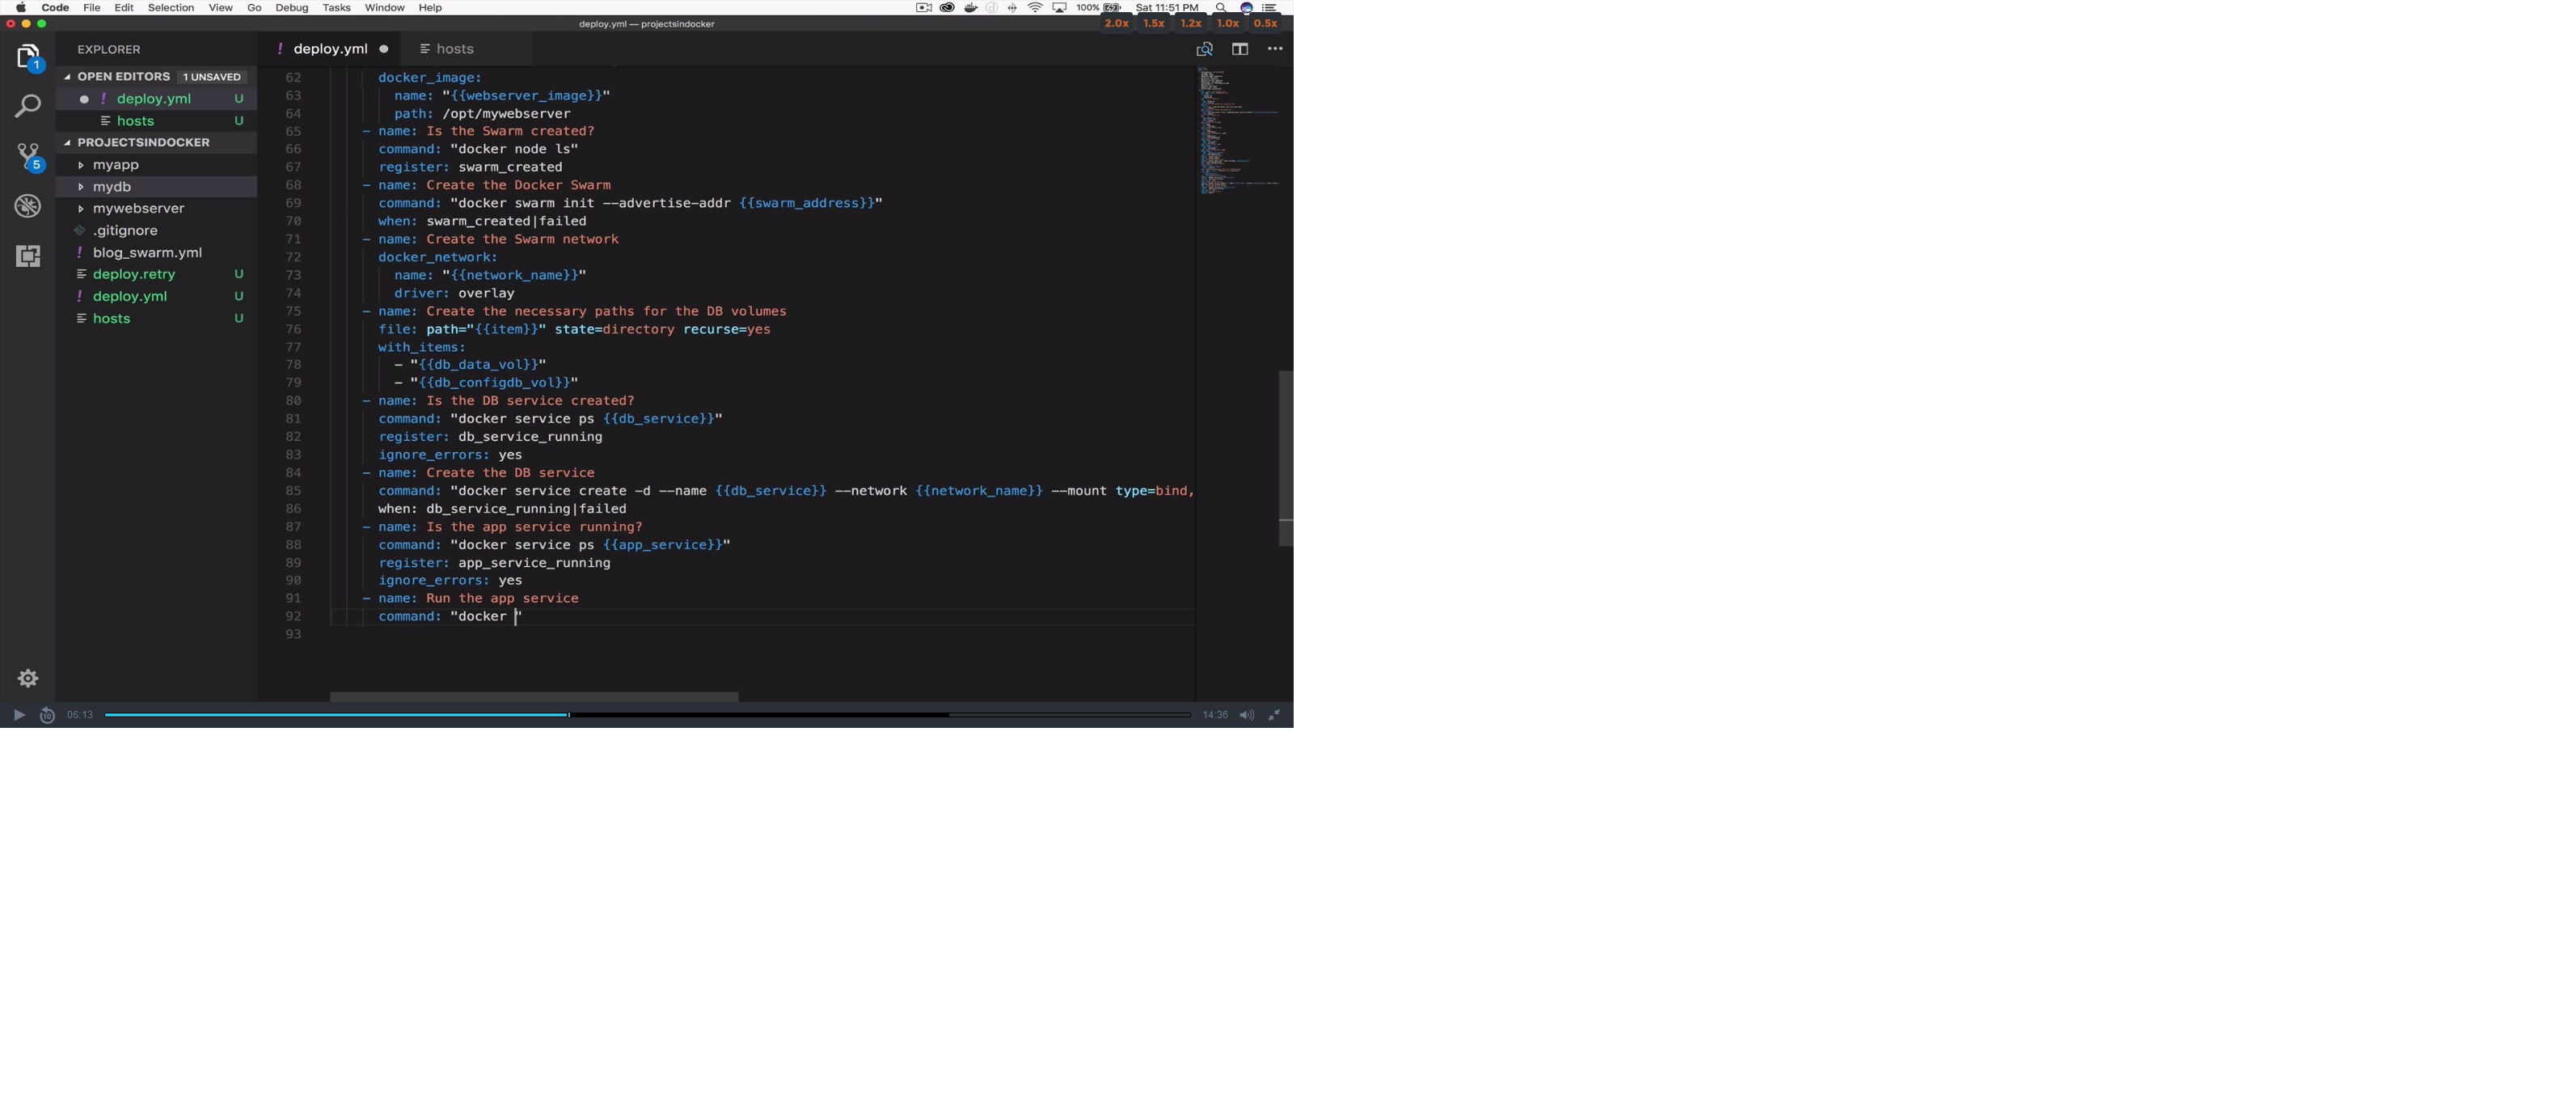 Code File Edit Selection View Go Debug Tasks Window Help 100% Sat 11:51 PM
deploy.yml — projectsindocker
2.0x 1.5x 1.2x 1.0x 0.5x
EXPLORER
OPEN EDITORS 1 UNSAVED
! deploy.yml U
hosts U
PROJECTSINDOCKER
myapp
mydb
mywebserver
.gitignore
! blog_swarm.yml
deploy.retry U
! deploy.yml U
hosts U
1
5
! deploy.yml
hosts
62 docker_image:
63 name: "{{webserver_image}}"
64 path: /opt/mywebserver
65 - name: Is the Swarm created?
66 command: "docker node ls"
67 register: swarm_created
68 - name: Create the Docker Swarm
69 command: "docker swarm init --advertise-addr {{swarm_address}}"
70 when: swarm_created|failed
71 - name: Create the Swarm network
72 docker_network:
73 name: "{{network_name}}"
74 driver: overlay
75 - name: Create the necessary paths for the DB volumes
76 file: path="{{item}}" state=directory recurse=yes
77 with_items:
78 - "{{db_data_vol}}"
79 - "{{db_configdb_vol}}"
80 - name: Is the DB service created?
81 command: "docker service ps {{db_service}}"
82 register: db_service_running
83 ignore_errors: yes
84 - name: Create the DB service
85 command: "docker service create -d --name {{db_service}} --network {{network_name}} --mount type=bind,
86 when: db_service_running|failed
87 - name: Is the app service running?
88 command: "docker service ps {{app_service}}"
89 register: app_service_running
90 ignore_errors: yes
91 - name: Run the app service
92 command: "docker "
93
10 06:13 14:36